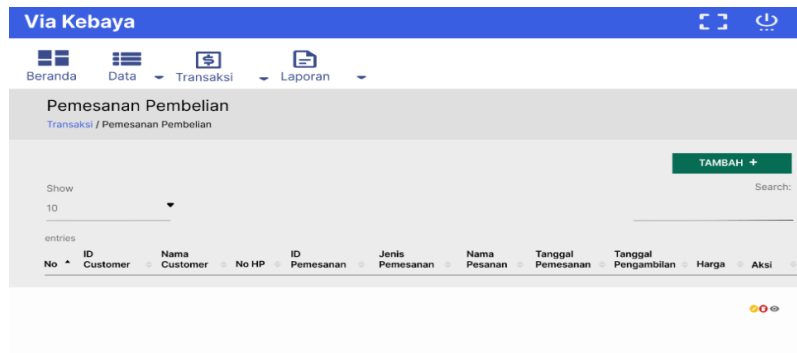 Via Kebaya
Beranda Data Transaksi Laporan
Pemesanan Pembelian
Transaksi / Pemesanan Pembelian
TAMBAH +
Show
Search:
10
entries
No ID Customer Nama Customer No HP ID Pemesanan Jenis Pemesanan Nama Pesanan Tanggal Pemesanan Tanggal Pengambilan Harga Aksi